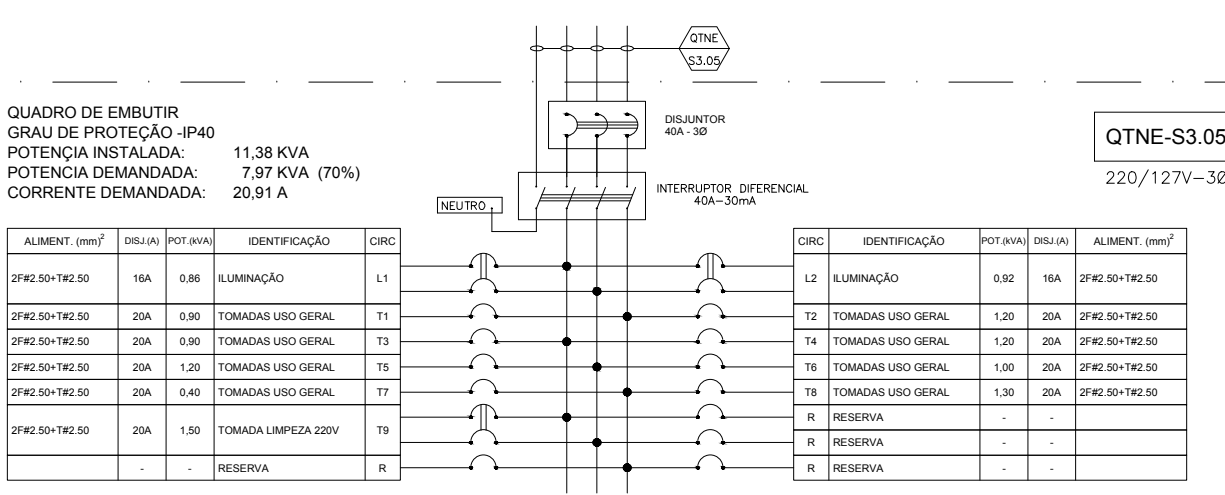 QTNE
S3.05
QUADRO DE EMBUTIR
GRAU DE PROTEÇÃO -IP40
POTENÇIA INSTALADA: 11,38 KVA
POTENCIA DEMANDADA: 7,97 KVA (70%)
CORRENTE DEMANDADA: 20,91 A
DISJUNTOR
40A - 3Ø
INTERRUPTOR DIFERENCIAL
40A-30mA
NEUTRO
QTNE-S3.05
220/127V-3Ø
ALIMENT. (mm)² DISJ.(A) POT.(kVA) IDENTIFICAÇÃO CIRC
2F#2.50+T#2.50 16A 0,86 ILUMINAÇÃO L1
2F#2.50+T#2.50 20A 0,90 TOMADAS USO GERAL T1
2F#2.50+T#2.50 20A 0,90 TOMADAS USO GERAL T3
2F#2.50+T#2.50 20A 1,20 TOMADAS USO GERAL T5
2F#2.50+T#2.50 20A 0,40 TOMADAS USO GERAL T7
2F#2.50+T#2.50 20A 1,50 TOMADA LIMPEZA 220V T9
- - RESERVA R
CIRC IDENTIFICAÇÃO POT.(kVA) DISJ.(A) ALIMENT. (mm)²
L2 ILUMINAÇÃO 0,92 16A 2F#2.50+T#2.50
T2 TOMADAS USO GERAL 1,20 20A 2F#2.50+T#2.50
T4 TOMADAS USO GERAL 1,20 20A 2F#2.50+T#2.50
T6 TOMADAS USO GERAL 1,00 20A 2F#2.50+T#2.50
T8 TOMADAS USO GERAL 1,30 20A 2F#2.50+T#2.50
R RESERVA - -
R RESERVA - -
R RESERVA - -